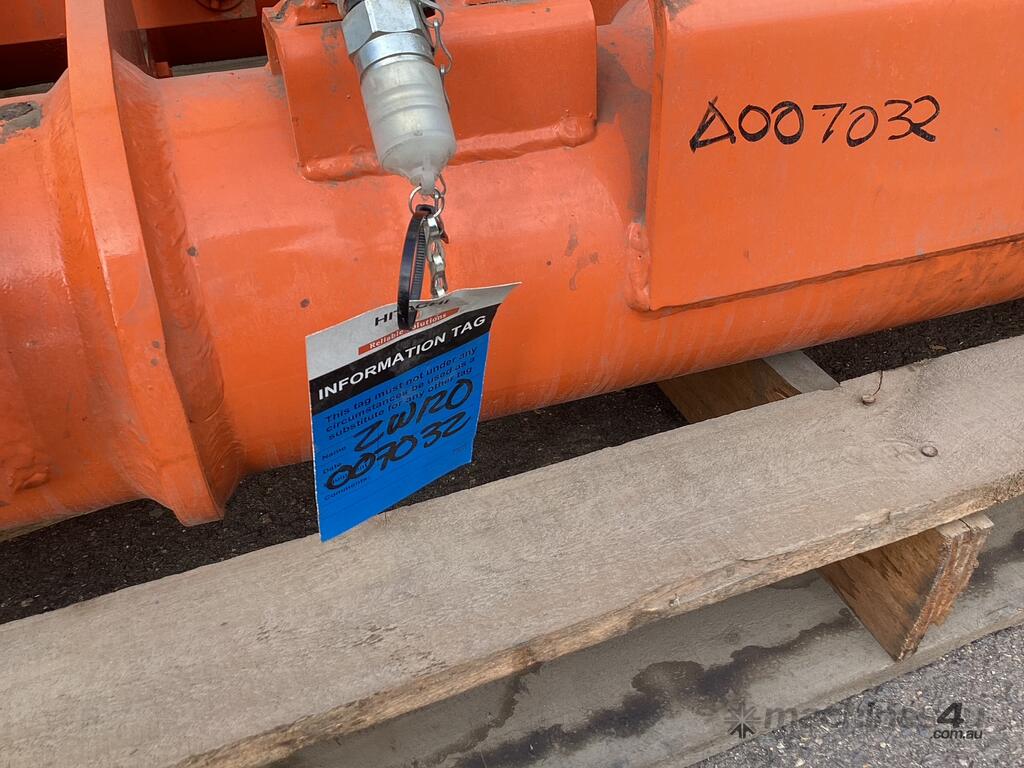 Δ007032
HITACHI
Reliable Solutions
INFORMATION TAG
This tag must not under any
circumstances be used as a
substitute for any other tag
Name ZW120
Date
007032
Comments:
machines4u
.com.au